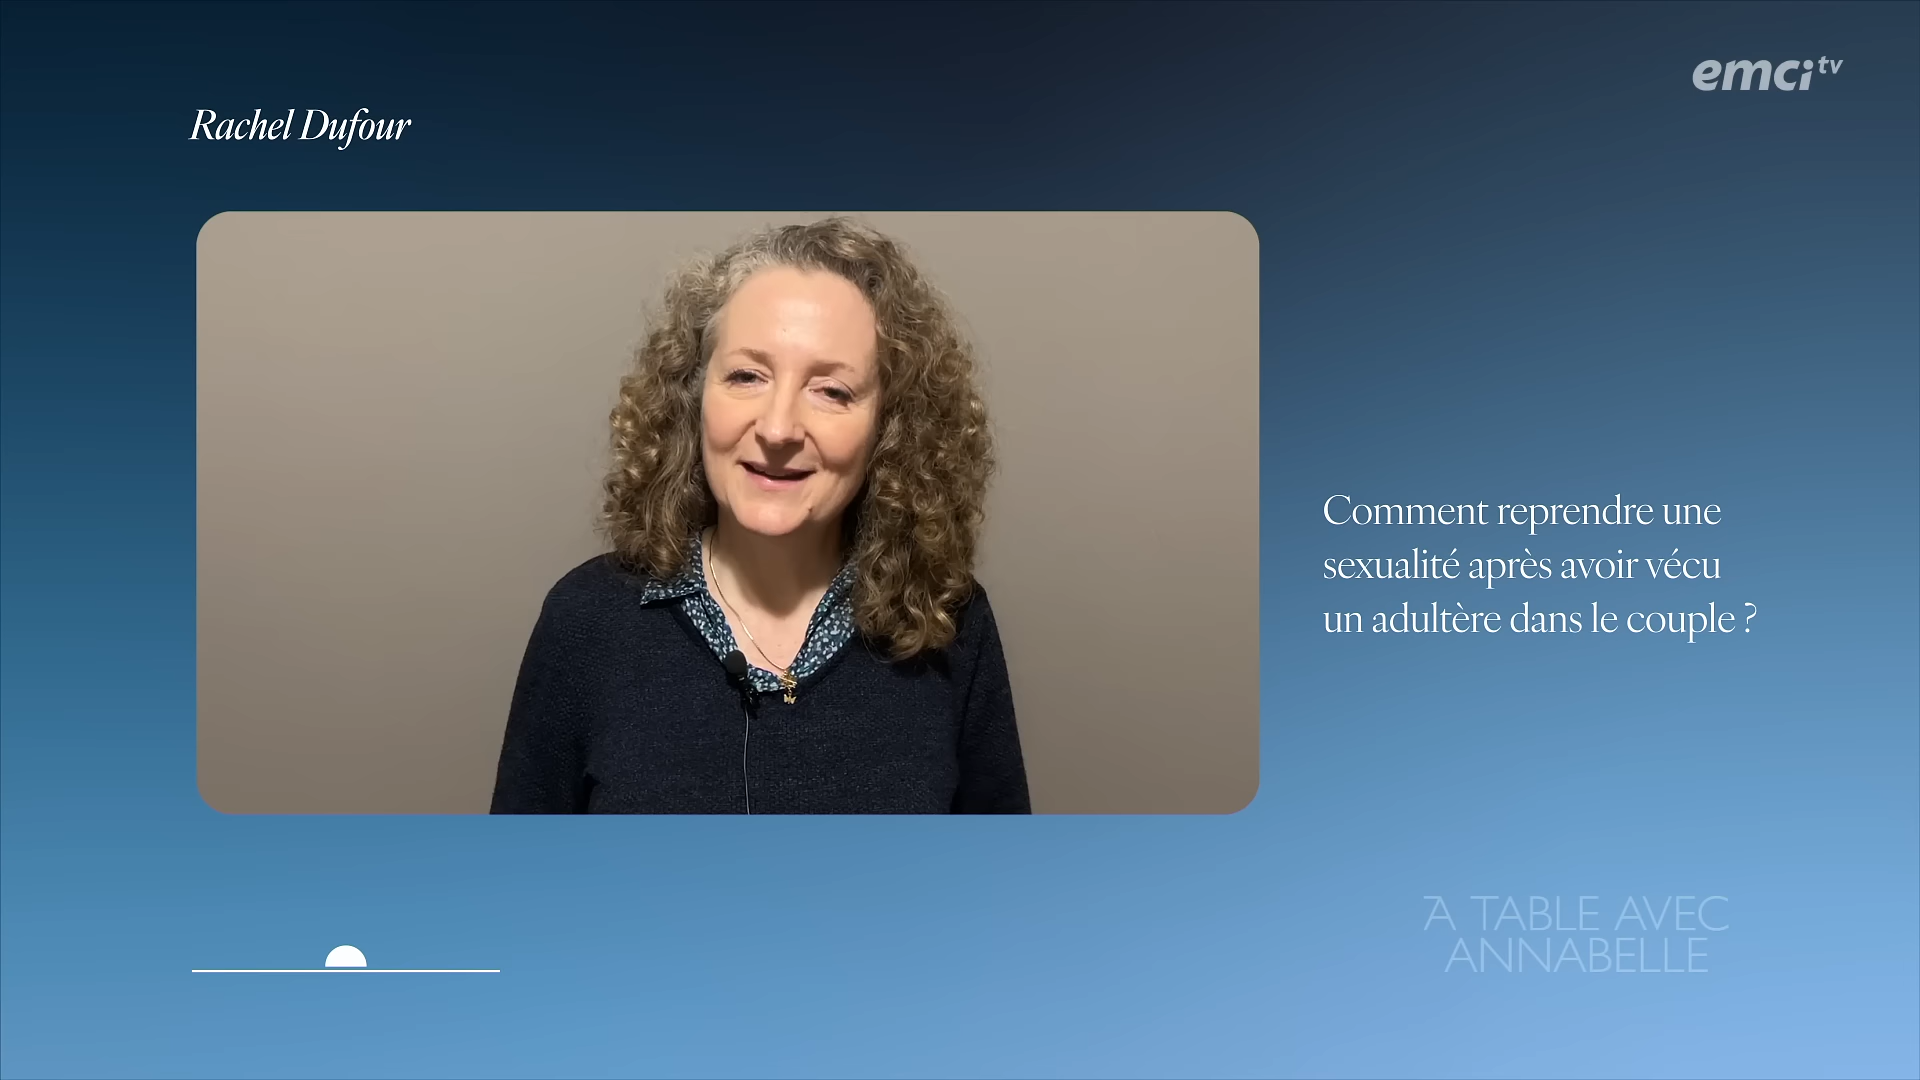 emci tv
Rachel Dufour
Comment reprendre une
sexualité après avoir vécu
un adultère dans le couple ?
A TABLE AVEC
ANNABELLE